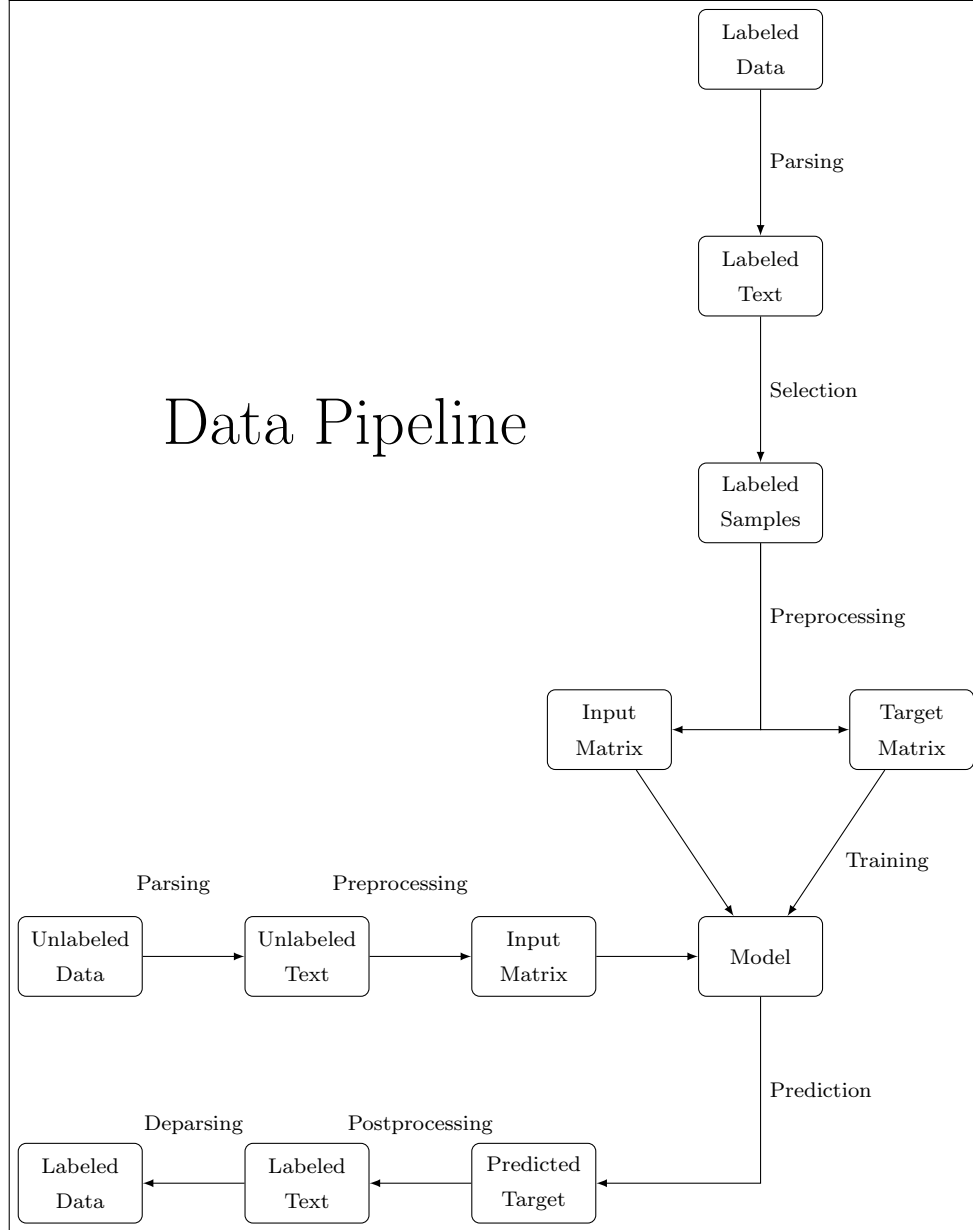 Labeled
Data
Parsing
Labeled
Text
Selection
Data Pipeline
Labeled
Samples
Preprocessing
Input
Matrix
Target
Matrix
Training
Parsing
Preprocessing
Unlabeled
Data
Unlabeled
Text
Input
Matrix
Model
Prediction
Deparsing
Postprocessing
Labeled
Data
Labeled
Text
Predicted
Target